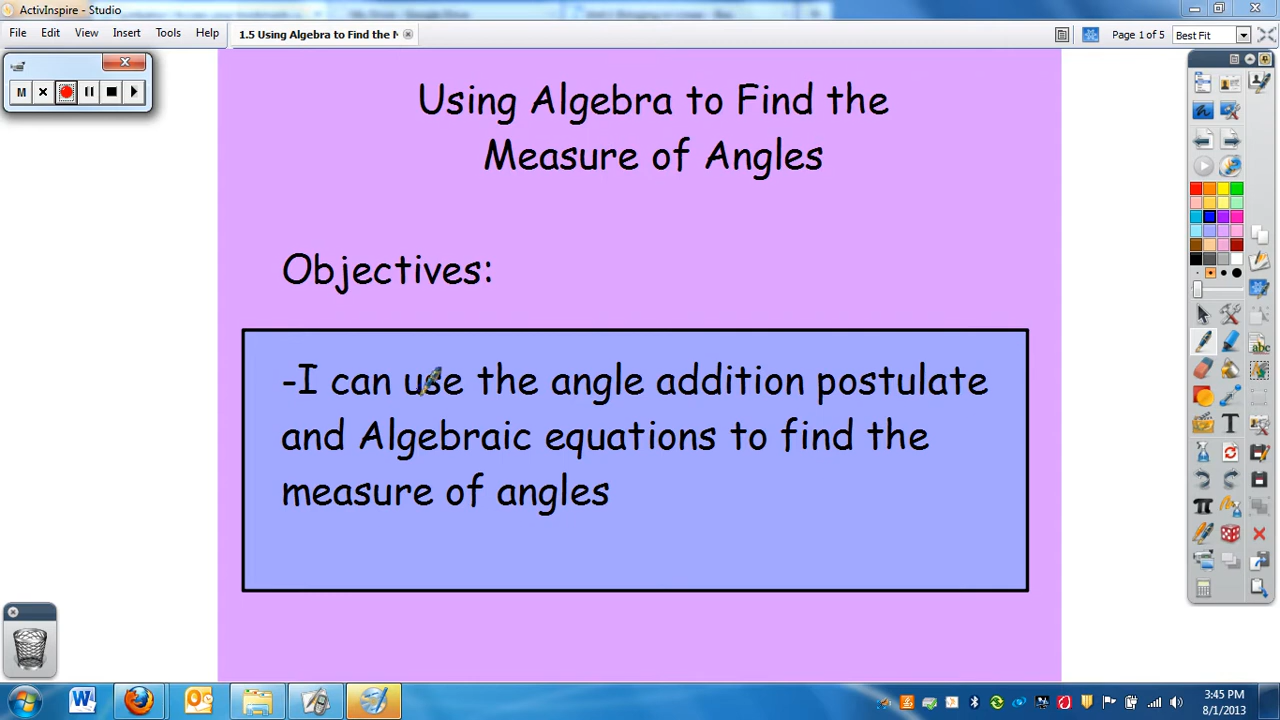 ActivInspire - Studio
File Edit View Insert Tools Help
1.5 Using Algebra to Find the M
Page 1 of 5
Best Fit
M
Using Algebra to Find the
Measure of Angles
Objectives:
-I can use the angle addition postulate
and Algebraic equations to find the
measure of angles
abc
T
3:45 PM
8/1/2013